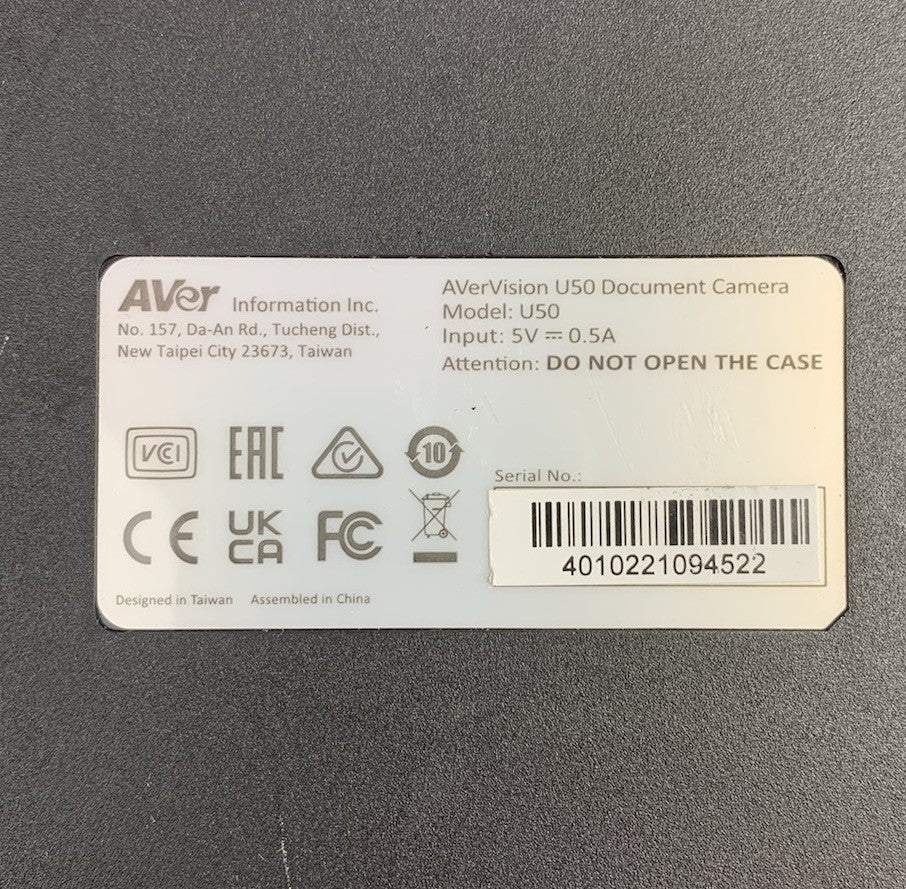 AVer Information Inc.
No. 157, Da-An Rd., Tucheng Dist.,
New Taipei City 23673, Taiwan
AVerVision U50 Document Camera
Model: U50
Input: 5V ⎓ 0.5A
Attention: DO NOT OPEN THE CASE
VCI EAC 10
CE UKCA FC
Serial No.:
4010221094522
Designed in Taiwan Assembled in China